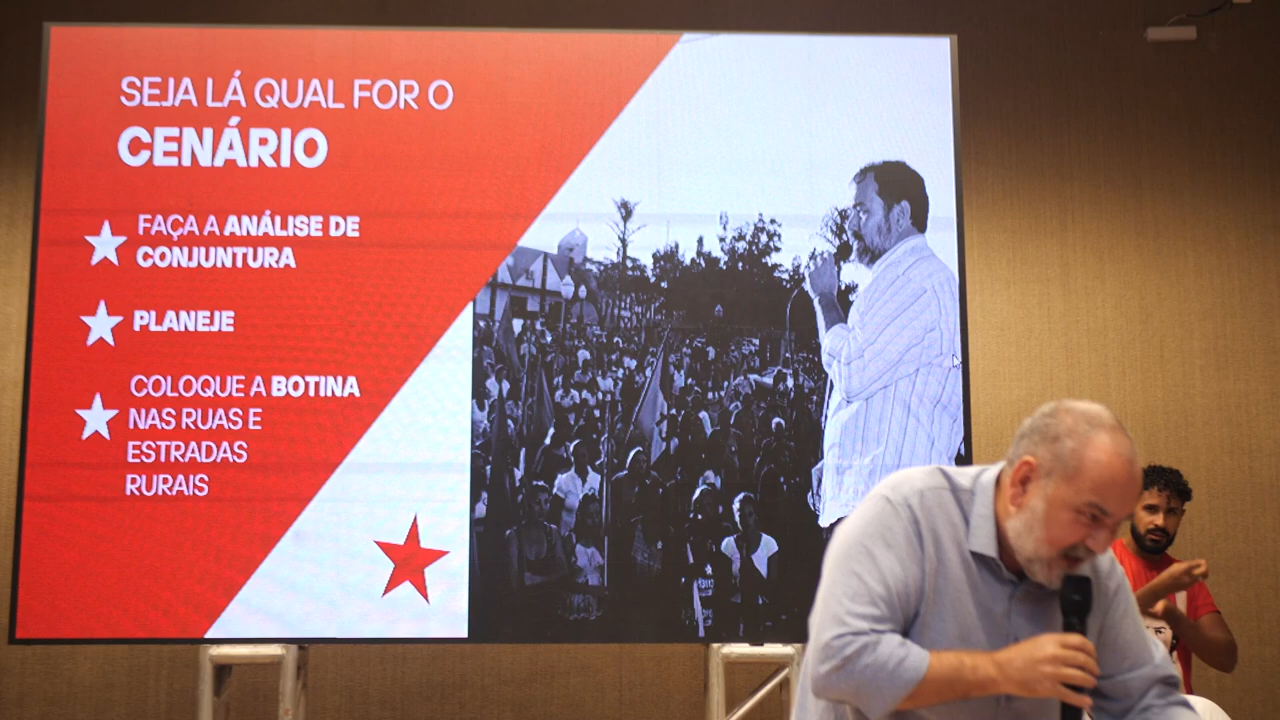 SEJA LÁ QUAL FOR O
CENÁRIO
FAÇA A ANÁLISE DE
CONJUNTURA
PLANEJE
COLOQUE A BOTINA
NAS RUAS E
ESTRADAS
RURAIS